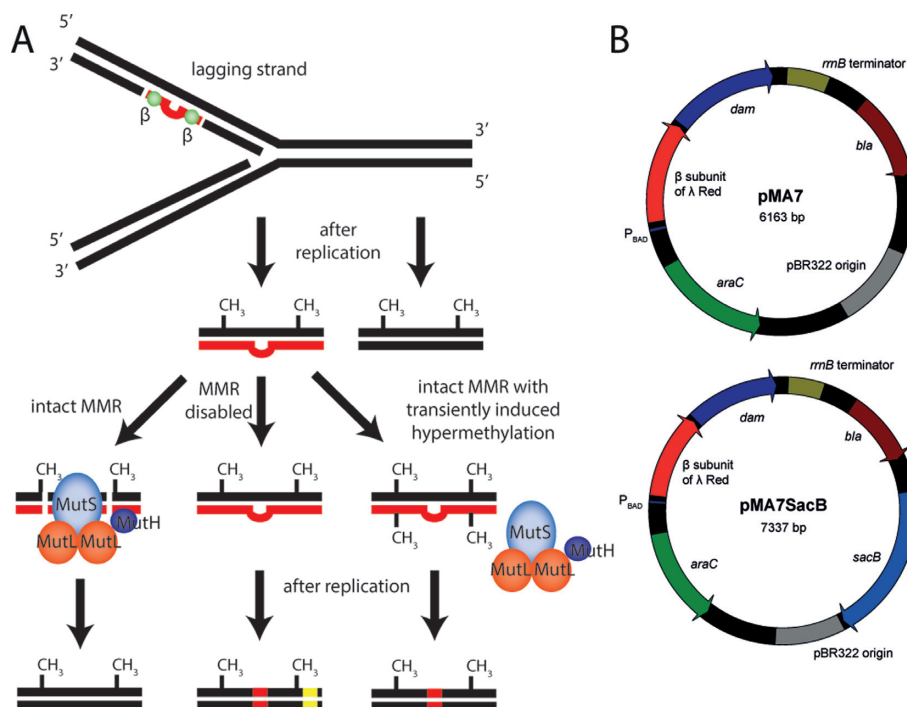 A
5′
3′
lagging strand
β
β
3′
5′
5′
3′
after
replication
CH3
CH3
CH3
CH3
intact MMR
MMR
disabled
intact MMR with
transiently induced
hypermethylation
CH3
CH3
CH3
CH3
CH3
CH3
MutS
MutH
MutL
MutL
CH3
CH3
MutS
MutH
MutL
MutL
after replication
CH3
CH3
CH3
CH3
CH3
CH3
B
rrnB terminator
dam
bla
β subunit
of λ Red
pMA7
6163 bp
PBAD
pBR322 origin
araC
rrnB terminator
dam
bla
β subunit
of λ Red
PBAD
pMA7SacB
7337 bp
sacB
araC
pBR322 origin